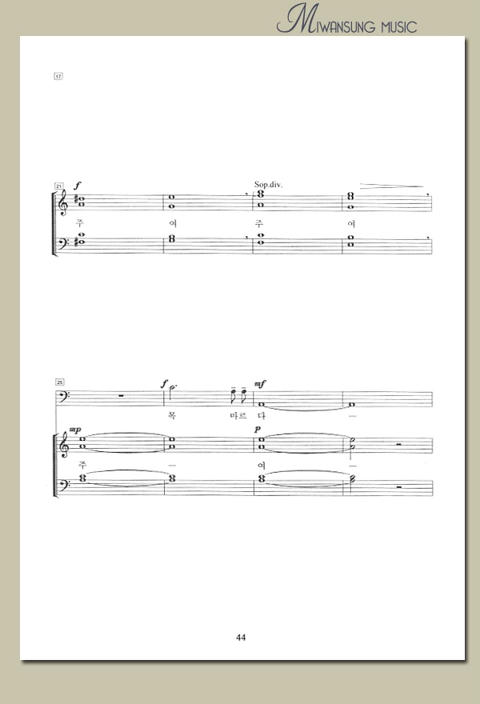 MIWANSUNG MUSIC
17
21
f
Sop.div.
주 여 주 여
25
f mf
목 마르 다 -
mp p
주 - 여 -
44